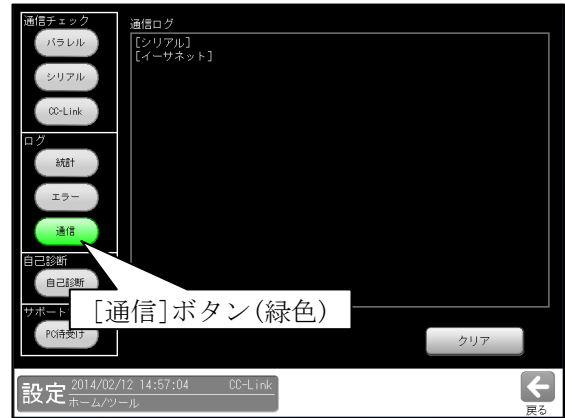 通信チェック
パラレル
シリアル
CC-Link
ログ
統計
エラー
通信
自己診断
自己診断
サポート
PC待受け
通信ログ
[シリアル]
[イーサネット]
[通信]ボタン(緑色)
クリア
設定 2014/02/12 14:57:04 CC-Link
ホーム/ツール
戻る